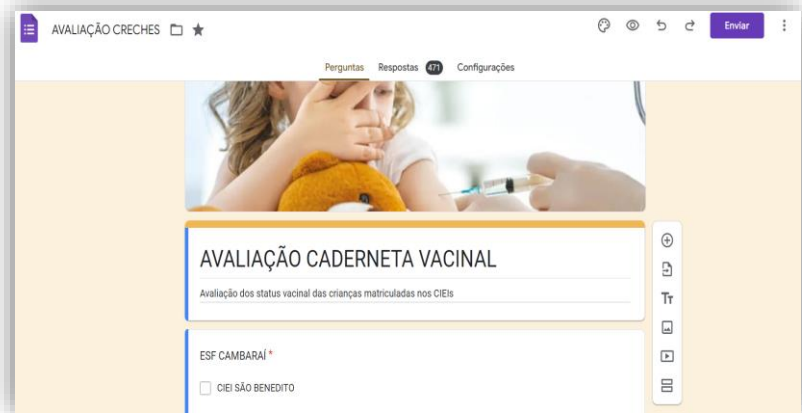 AVALIAÇÃO CRECHES
Enviar
Perguntas Respostas 471 Configurações
AVALIAÇÃO CADERNETA VACINAL
Avaliação dos status vacinal das crianças matriculadas nos CIEIs
ESF CAMBARAÍ *
CIEI SÃO BENEDITO
Tт